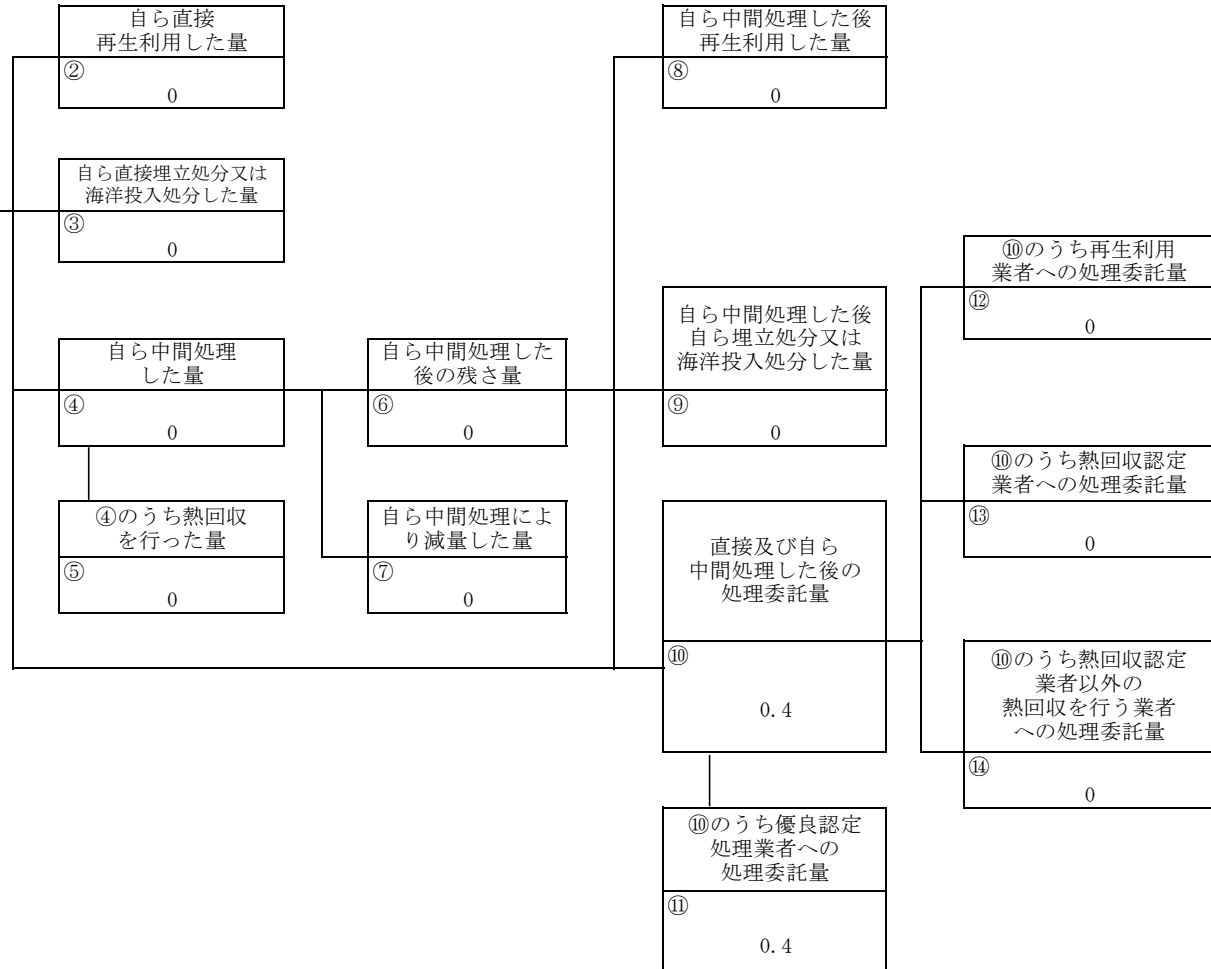 自ら直接
再生利用した量
②
0
自ら中間処理した後
再生利用した量
⑧
0
自ら直接埋立処分又は
海洋投入処分した量
③
0
⑩のうち再生利用
業者への処理委託量
⑫
0
自ら中間処理した後
自ら埋立処分又は
海洋投入処分した量
⑨
0
自ら中間処理
した量
④
0
自ら中間処理した
後の残さ量
⑥
0
⑩のうち熱回収認定
業者への処理委託量
⑬
0
④のうち熱回収
を行った量
⑤
0
自ら中間処理によ
り減量した量
⑦
0
直接及び自ら
中間処理した後の
処理委託量
⑩
0.4
⑩のうち熱回収認定
業者以外の
熱回収を行う業者
への処理委託量
⑭
0
⑩のうち優良認定
処理業者への
処理委託量
⑪
0.4